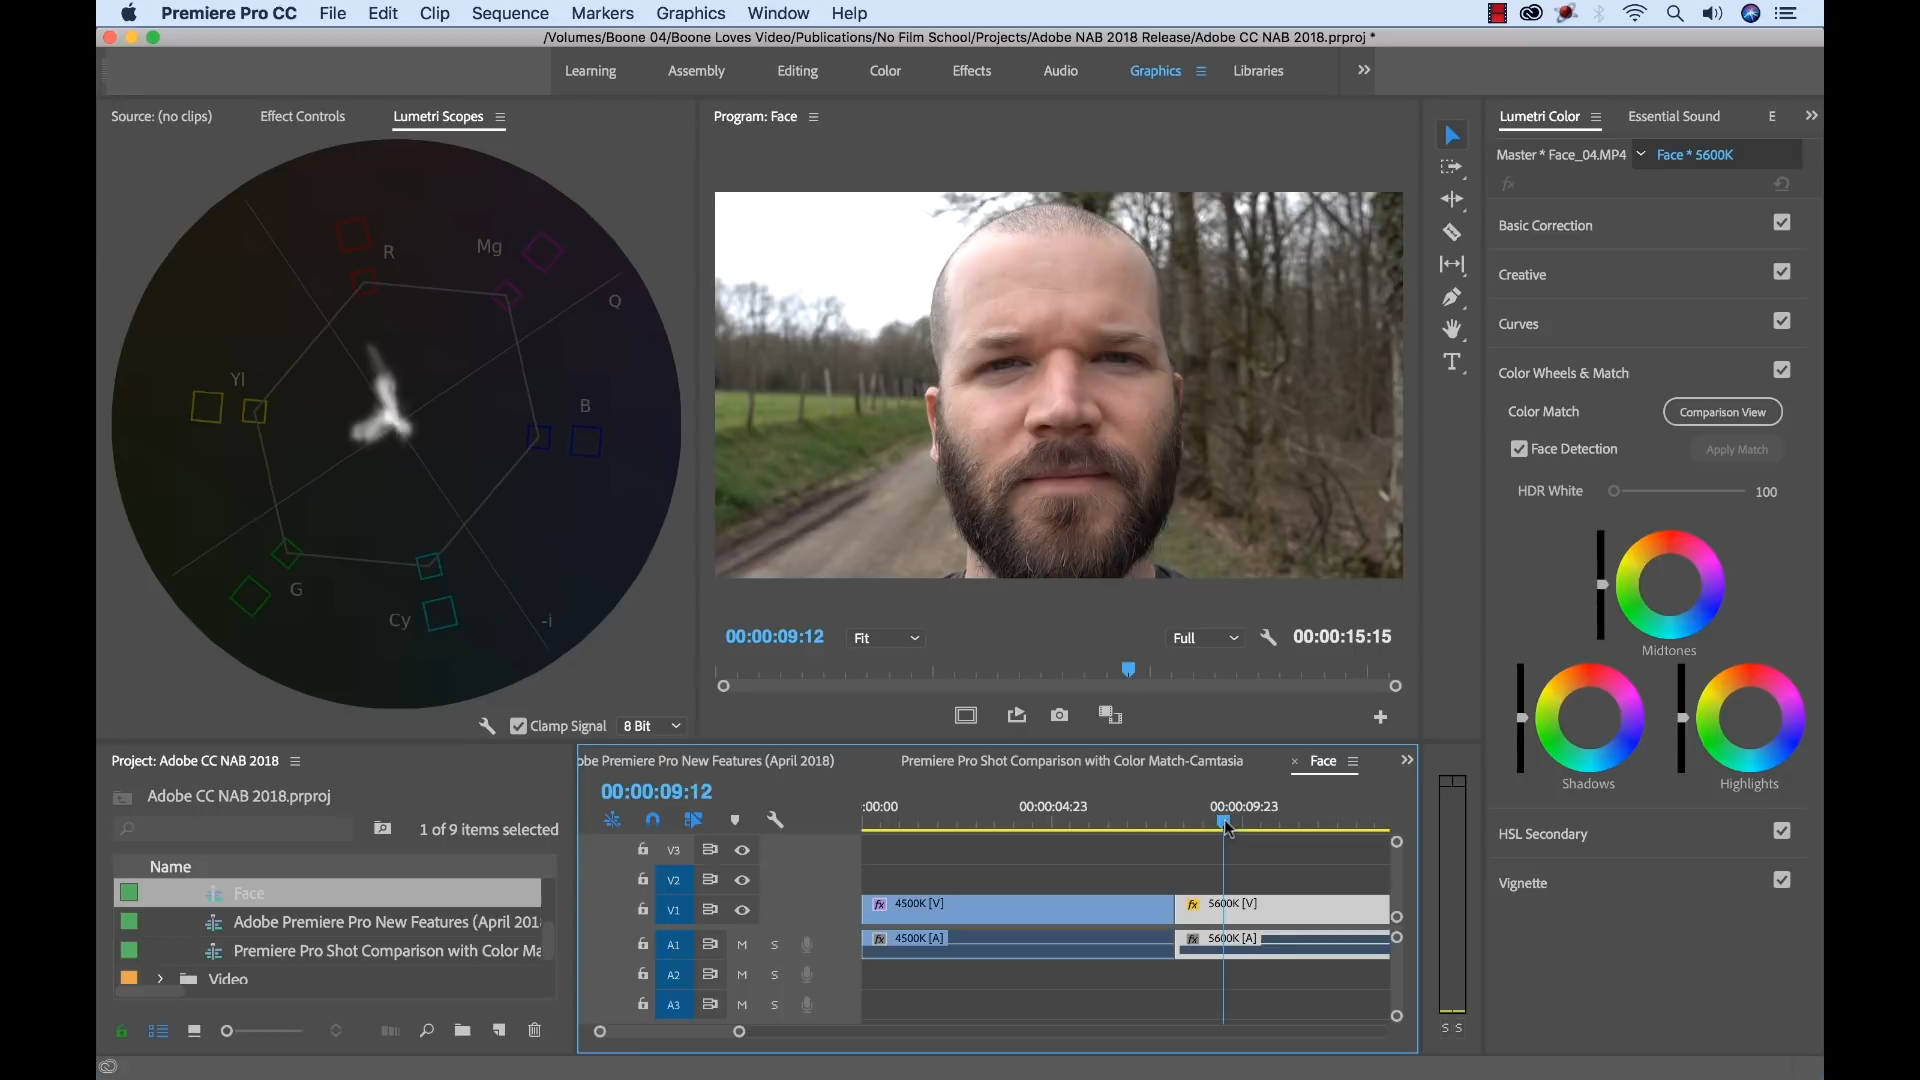 Premiere Pro CC File Edit Clip Sequence Markers Graphics Window Help
/Volumes/Boone 04/Boone Loves Video/Publications/No Film School/Projects/Adobe NAB 2018 Release/Adobe CC NAB 2018.prproj *
Learning Assembly Editing Color Effects Audio Graphics Libraries
Source: (no clips) Effect Controls Lumetri Scopes
R
Mg
Q
Yl
B
G
Cy
-i
Clamp Signal 8 Bit
Program: Face
00:00:09:12 Fit Full 00:00:15:15
Lumetri Color Essential Sound E
Master * Face_04.MP4 Face * 5600K
fx
Basic Correction
Creative
Curves
Color Wheels & Match
Color Match Comparison View
Face Detection Apply Match
HDR White 100
Midtones
Shadows Highlights
HSL Secondary
Vignette
Project: Adobe CC NAB 2018
Adobe CC NAB 2018.prproj
1 of 9 items selected
Name
Face
Adobe Premiere Pro New Features (April 201
Premiere Pro Shot Comparison with Color Ma
Video
obe Premiere Pro New Features (April 2018) Premiere Pro Shot Comparison with Color Match-Camtasia × Face
00:00:09:12
:00:00 00:00:04:23 00:00:09:23
V3
V2
V1 fx 4500K [V] fx 5600K [V]
A1 M S fx 4500K [A] fx 5600K [A]
A2 M S
A3 M S
S S